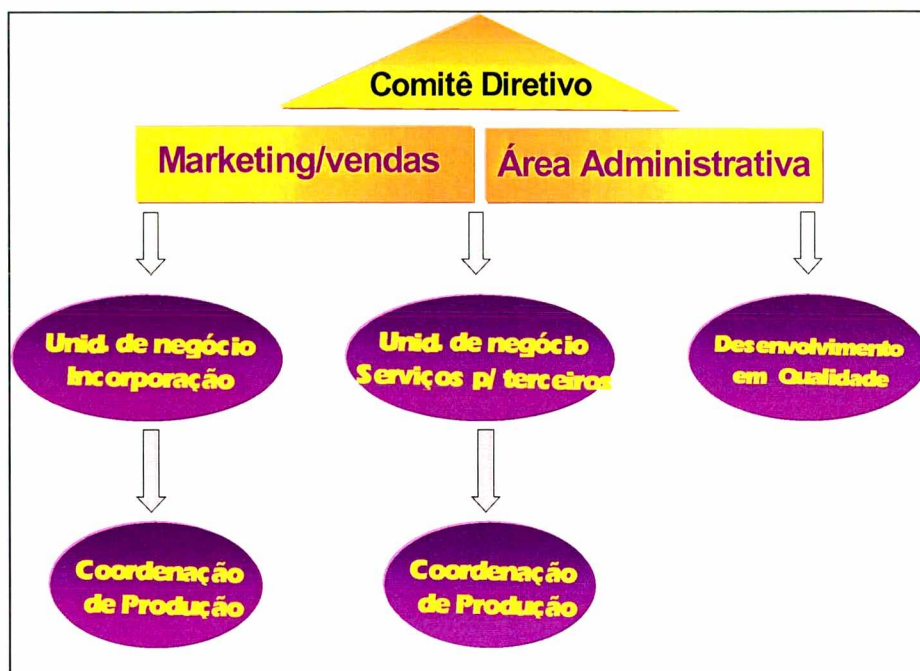 Comitê Diretivo
Marketing/vendas
Área Administrativa
Unid. de negócio
Incorporação
Unid. de negócio
Serviços p/ terceiros
Desenvolvimento
em Qualidade
Coordenação
de Produção
Coordenação
de Produção